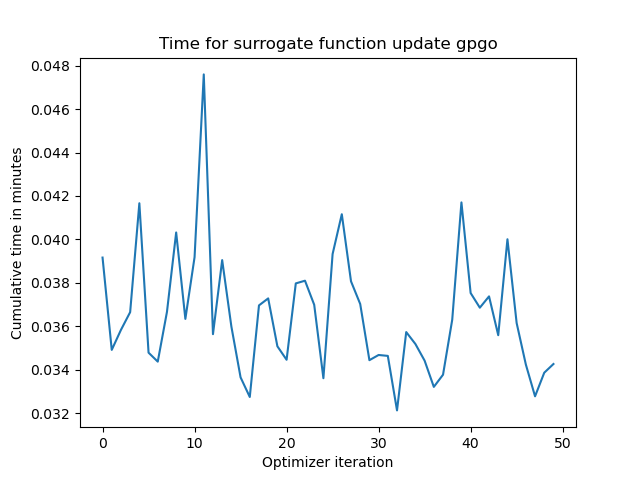 Time for surrogate function update gpgo
Cumulative time in minutes
0.048
0.046
0.044
0.042
0.040
0.038
0.036
0.034
0.032
0 10 20 30 40 50
Optimizer iteration